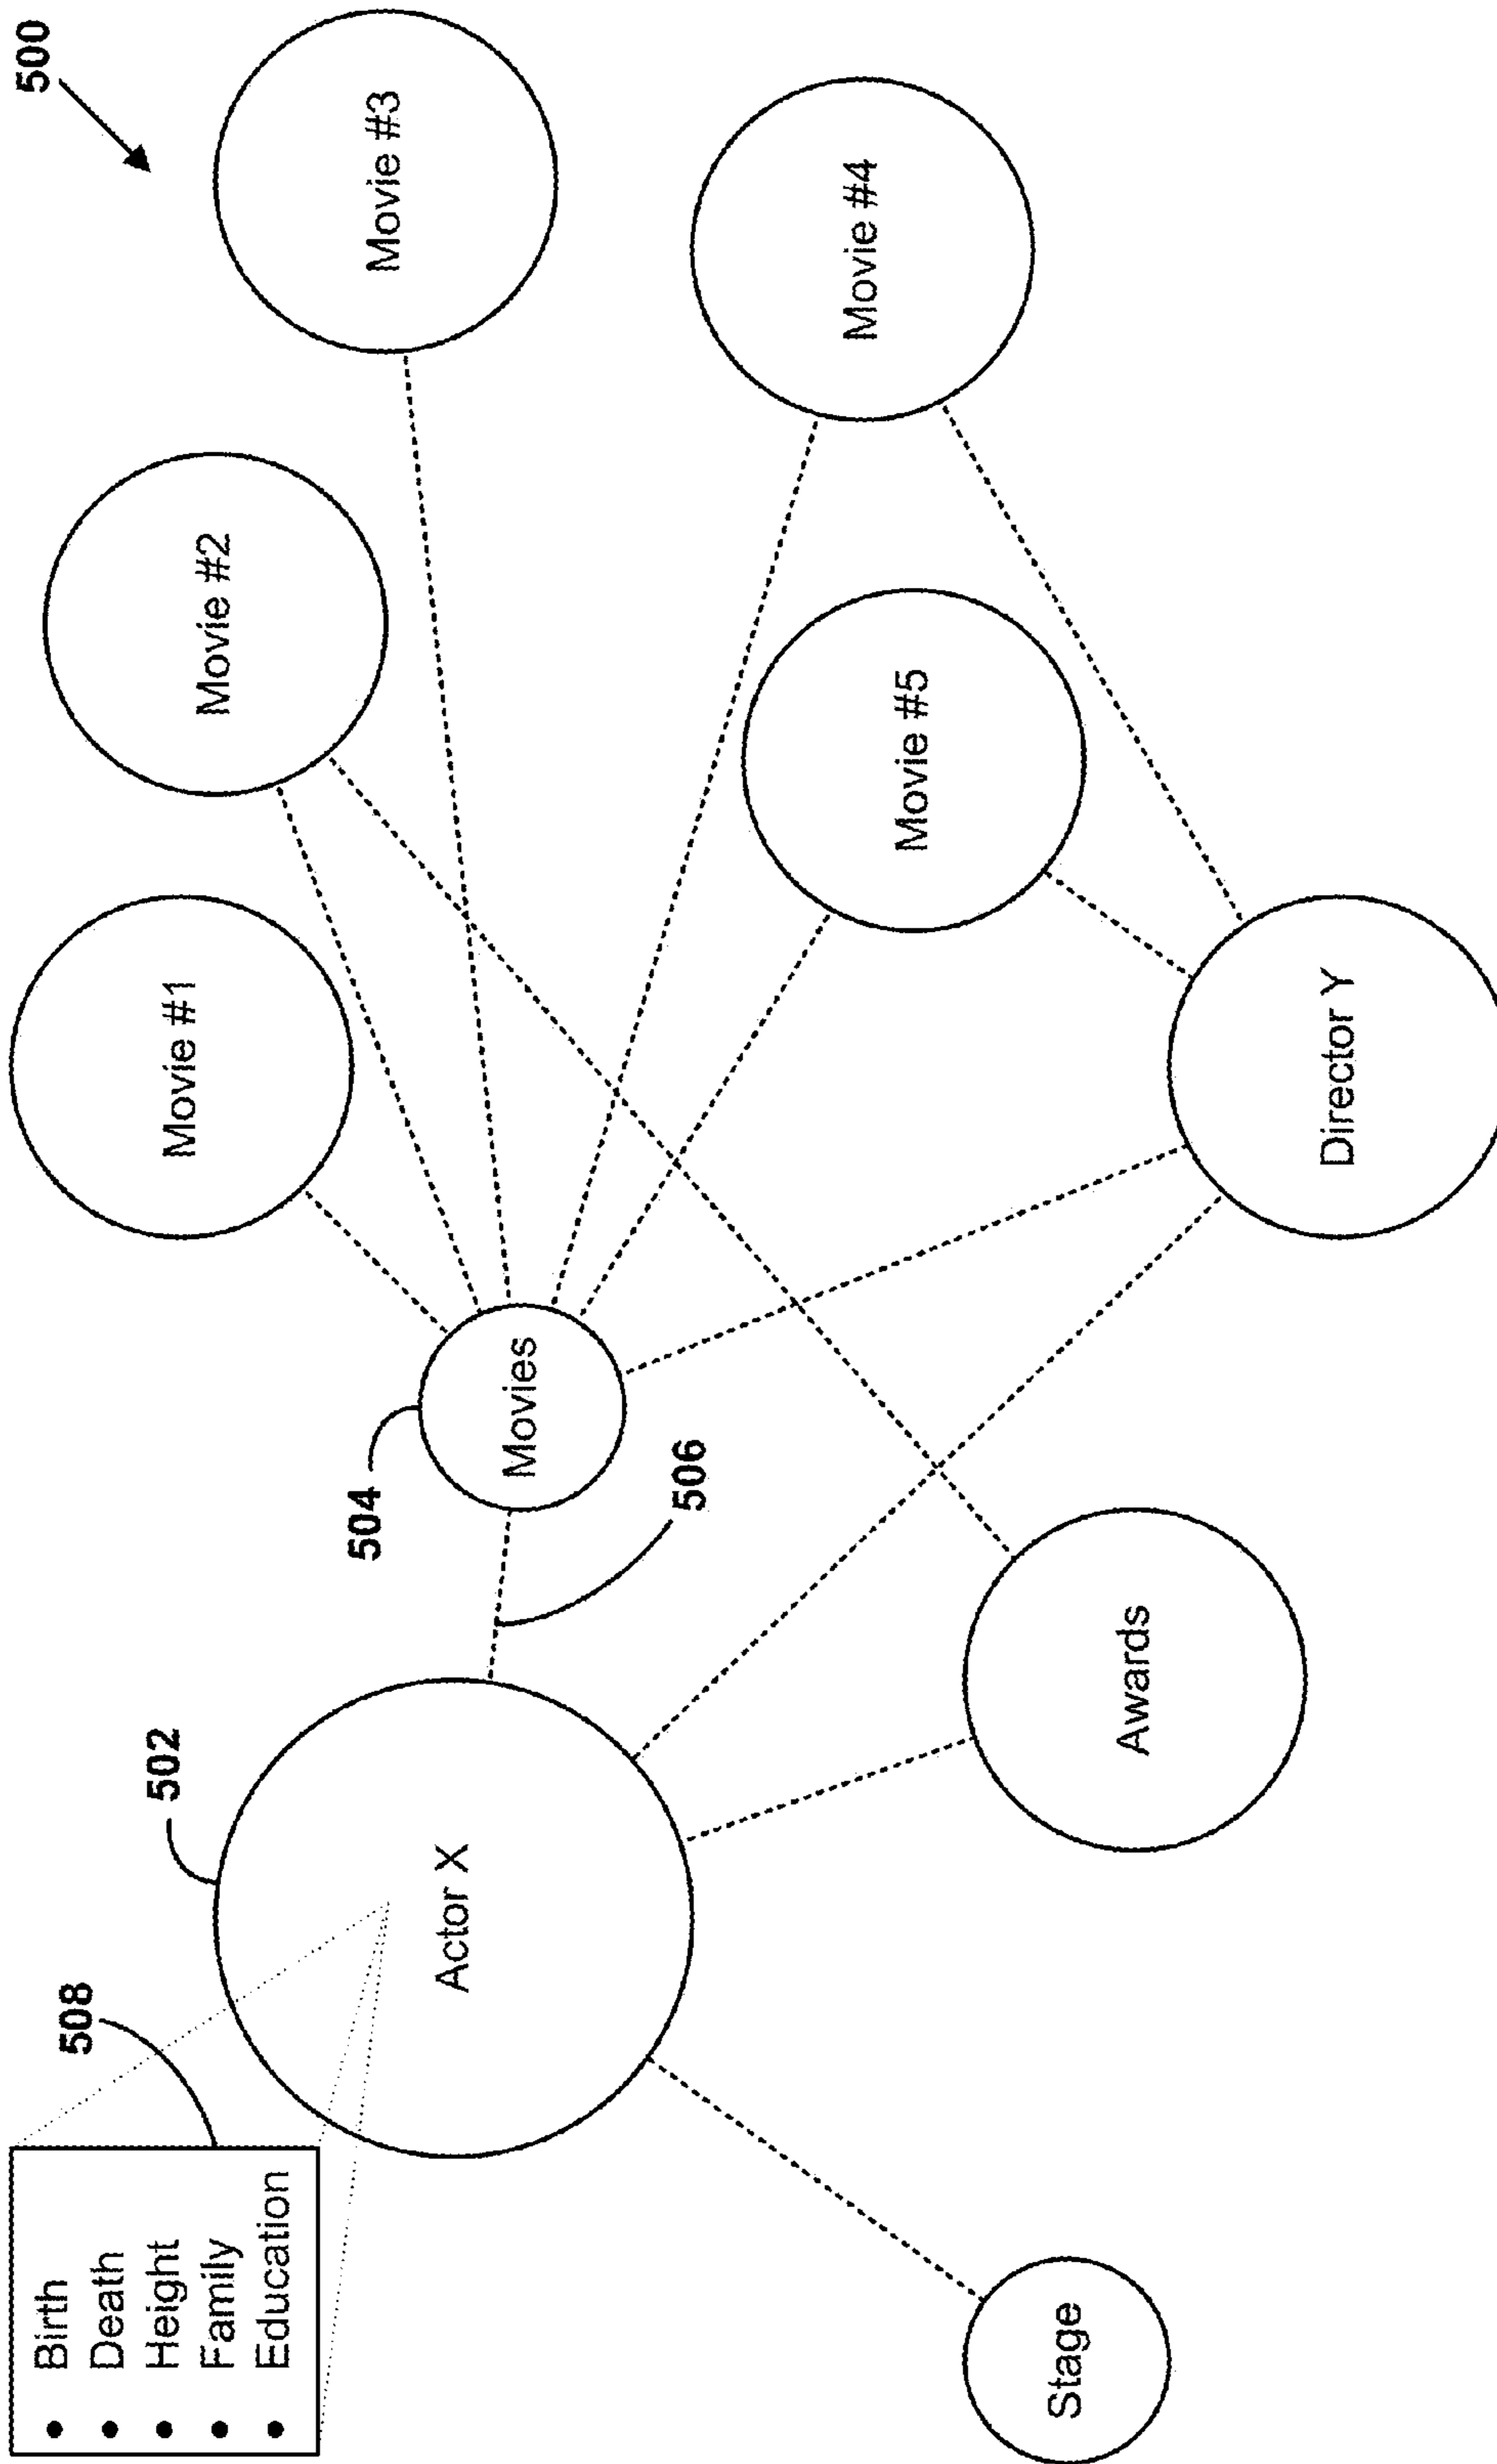 500
508
• Birth
• Death
• Height
• Family
• Education
502
Actor X
504
Movies
506
Movie #1
Movie #2
Movie #3
Movie #4
Movie #5
Director Y
Awards
Stage